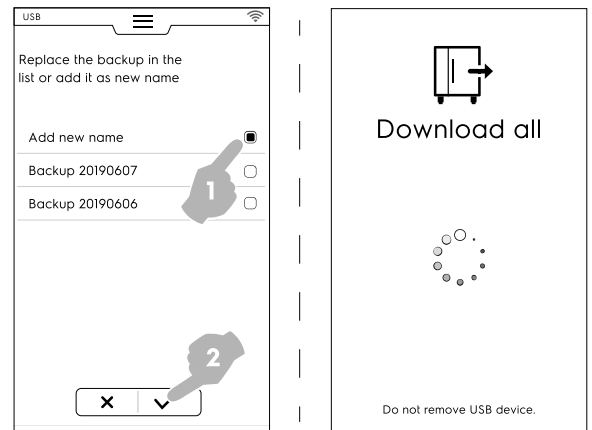 USB
Replace the backup in the
list or add it as new name
Add new name
Backup 20190607
Backup 20190606
1
2
Download all
Do not remove USB device.